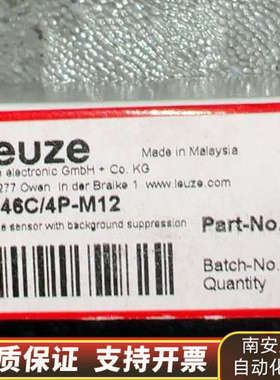 euze
Made in Malaysia
electronic GmbH + Co. KG
277 Owen In der Braike 1 www.leuze.com
46C/4P-M12
e sensor with background suppression
Part-No.
Batch-No.
Quantity
质保证 支持开票
南安
自动化